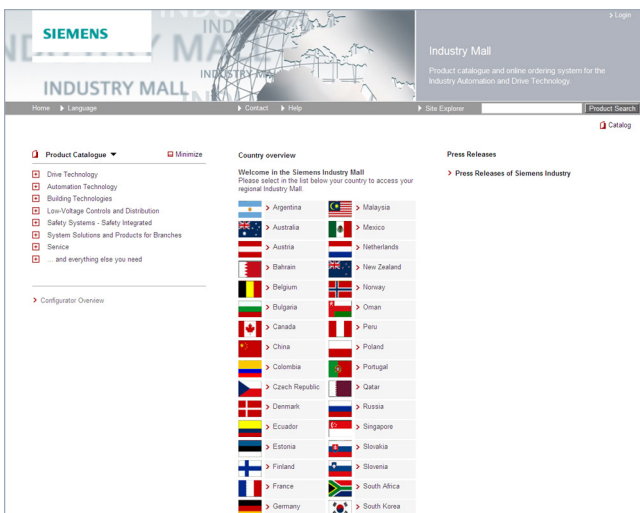 SIEMENS
INDUSTRY MALL
> Login
Industry Mall
Product catalogue and online ordering system for the
Industry Automation and Drive Technology.
Home Language Contact Help Site Explorer Product Search
Catalog
Product Catalogue Minimize
Drive Technology
Automation Technology
Building Technologies
Low-Voltage Controls and Distribution
Safety Systems - Safety Integrated
System Solutions and Products for Branches
Service
... and everything else you need
Configurator Overview
Country overview
Welcome in the Siemens Industry Mall
Please select in the list below your country to access your
regional Industry Mall.
Argentina Malaysia
Australia Mexico
Austria Netherlands
Bahrain New Zealand
Belgium Norway
Bulgaria Oman
Canada Peru
China Poland
Colombia Portugal
Czech Republic Qatar
Denmark Russia
Ecuador Singapore
Estonia Slovakia
Finland Slovenia
France South Africa
Germany South Korea
Press Releases
Press Releases of Siemens Industry